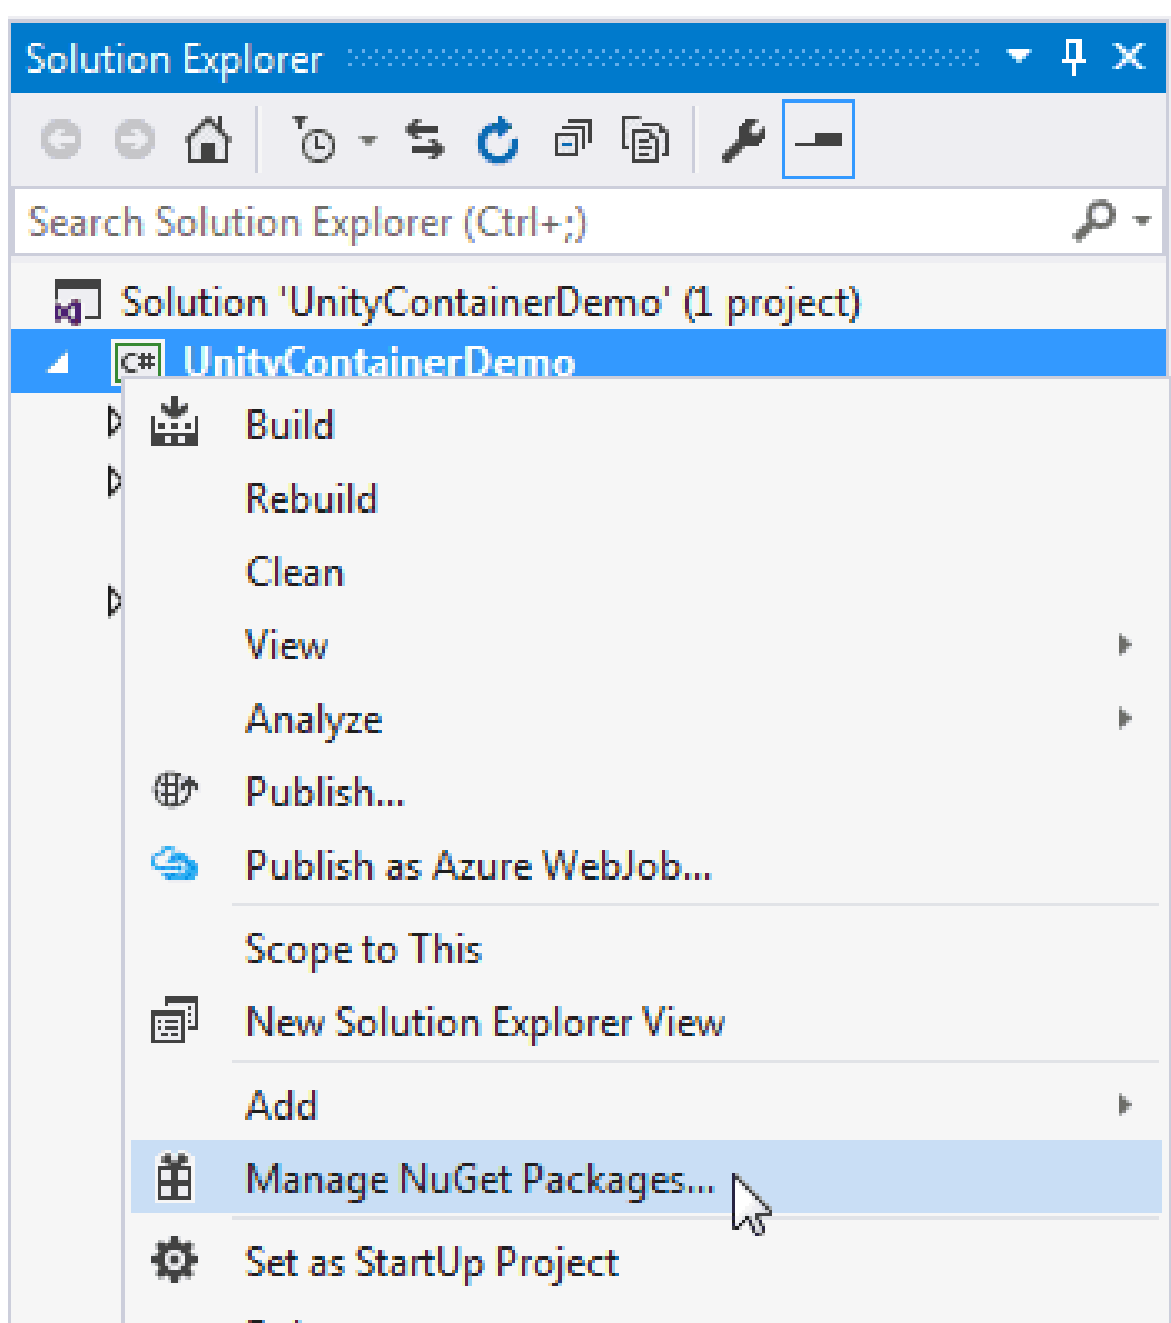 Solution Explorer
Search Solution Explorer (Ctrl+;)
Solution 'UnityContainerDemo' (1 project)
C# UnityContainerDemo
Build
Rebuild
Clean
View
Analyze
Publish...
Publish as Azure WebJob...
Scope to This
New Solution Explorer View
Add
Manage NuGet Packages...
Set as StartUp Project